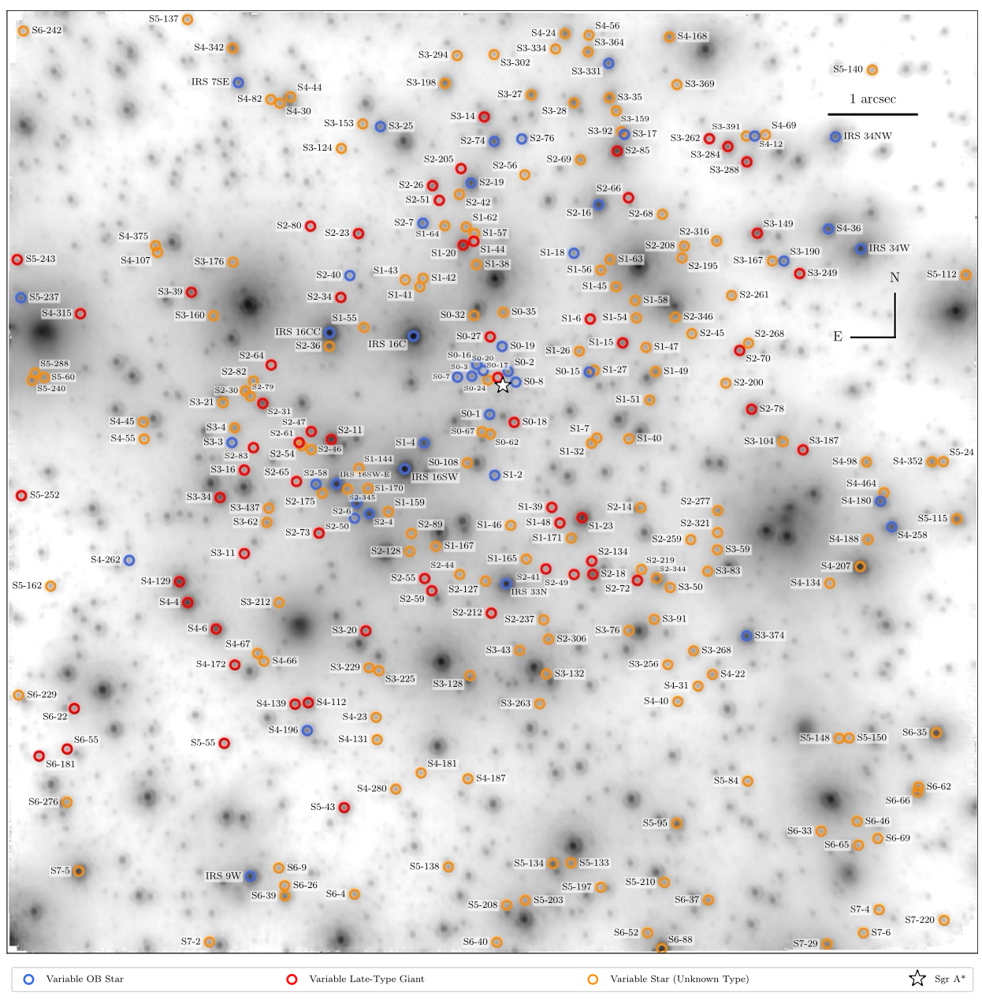 S5-137
S6-242
S4-56
S4-24
S4-168
S3-364
S4-342
S3-334
S3-294
S3-302
S3-331
S5-140
IRS 7SE
S3-198
S3-369
S4-44
S4-82
S3-27
S3-35
1 arcsec
S4-30
S3-28
S3-14
S3-159
S3-153
S3-25
S3-92
S3-17
S3-391
S4-69
S3-262
S4-12
IRS 34NW
S2-74
S2-76
S3-124
S2-85
S3-284
S2-205
S2-69
S3-288
S2-56
S2-26
S2-19
S2-66
S2-51
S2-42
S2-16
S2-68
S1-62
S2-7
S2-80
S3-149
S4-36
S2-23
S1-64
S1-57
S2-316
S4-375
S1-44
S2-208
IRS 34W
S1-20
S1-18
S3-190
S5-243
S4-107
S3-176
S1-38
S1-63
S3-167
S2-195
S1-43
S1-56
S3-249
S2-40
S1-42
N
S5-112
S1-45
S3-39
S1-41
S5-237
S2-34
S1-58
S2-261
S4-315
S3-160
S0-32
S0-35
S1-55
S1-6
S1-54
S2-346
IRS 16CC
S0-27
S2-45
E
IRS 16C
S1-15
S2-268
S2-36
S0-19
S1-26
S1-47
S2-64
S0-16
S0-20
S0-2
S2-70
S5-288
S0-3
S0-17
S2-82
S0-15
S1-27
S1-49
S5-60
S0-7
S0-8
S2-200
S5-240
S2-79
S0-24
S2-30
S3-21
S1-51
S2-31
S2-78
S4-45
S2-47
S0-1
S0-18
S3-4
S2-61
S2-11
S0-67
S1-7
S4-55
S3-3
S1-4
S0-62
S1-40
S3-104
S3-187
S2-83
S2-54
S2-46
S1-32
S5-24
S1-144
S0-108
S4-98
S4-352
S3-16
S2-65
S2-58
IRS 16SW-E
IRS 16SW
S1-2
S4-464
S5-252
S3-34
S1-170
S2-175
S2-345
S4-180
S3-437
S2-6
S1-159
S1-39
S2-14
S2-277
S3-62
S2-50
S2-4
S1-46
S1-48
S1-23
S5-115
S2-73
S2-89
S2-321
S4-258
S1-171
S2-259
S4-188
S3-11
S1-167
S3-59
S4-262
S2-128
S1-165
S2-134
S2-219
S4-207
S2-44
S3-83
S4-129
S2-55
S2-41
S2-18
S2-344
S5-162
S2-127
S2-49
S2-72
S3-50
S4-134
IRS 33N
S2-59
S4-4
S3-212
S2-212
S2-237
S3-91
S4-6
S3-20
S3-76
S3-374
S2-306
S4-67
S3-43
S3-268
S4-66
S4-172
S3-229
S3-256
S3-225
S3-132
S4-22
S3-128
S4-31
S6-229
S4-139
S4-112
S3-263
S4-40
S6-22
S4-23
S4-196
S6-35
S6-55
S5-55
S4-131
S5-148
S5-150
S6-181
S4-181
S4-187
S5-84
S4-280
S6-62
S6-276
S6-66
S5-43
S5-95
S6-46
S6-33
S6-69
S6-65
S5-134
S5-133
S7-5
S6-9
S5-138
IRS 9W
S5-210
S6-26
S5-197
S6-39
S6-4
S6-37
S5-203
S5-208
S7-4
S7-220
S6-52
S7-6
S7-2
S6-40
S6-88
S7-29
Variable OB Star
Variable Late-Type Giant
Variable Star (Unknown Type)
Sgr A*